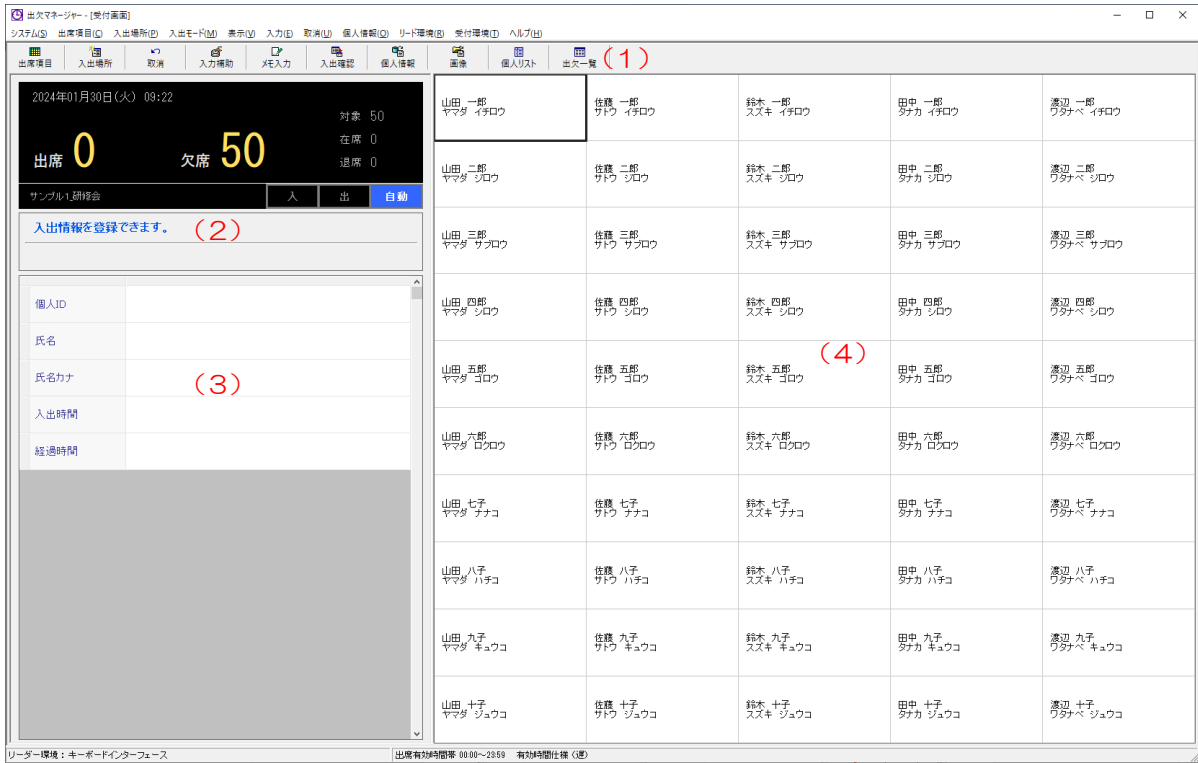 出欠マネージャー - [受付画面]
システム(S) 出席項目(C) 入出場所(P) 入出モード(M) 表示(V) 入力(E) 取消(U) 個人情報(O) リード環境(R) 受付環境(T) ヘルプ(H)
出席項目 入出場所 取消 入力補助 メモ入力 入出確認 個人情報 画像 個人リスト 出欠一覧 (1)
2024年01月30日(火) 09:22
対象 50
在席 0
出席 0 欠席 50
退席 0
サンプル1_研修会 入 出 自動
入出情報を登録できます。 (2)
個人ID
氏名
氏名カナ (3)
入出時間
経過時間
山田 一郎 佐藤 一郎 鈴木 一郎 田中 一郎 渡辺 一郎
ヤマダ イチロウ サトウ イチロウ スズキ イチロウ タナカ イチロウ ワタナベ イチロウ
山田 二郎 佐藤 二郎 鈴木 二郎 田中 二郎 渡辺 二郎
ヤマダ ジロウ サトウ ジロウ スズキ ジロウ タナカ ジロウ ワタナベ ジロウ
山田 三郎 佐藤 三郎 鈴木 三郎 田中 三郎 渡辺 三郎
ヤマダ サブロウ サトウ サブロウ スズキ サブロウ タナカ サブロウ ワタナベ サブロウ
山田 四郎 佐藤 四郎 鈴木 四郎 田中 四郎 渡辺 四郎
ヤマダ シロウ サトウ シロウ スズキ シロウ タナカ シロウ ワタナベ シロウ
(4)
山田 五郎 佐藤 五郎 鈴木 五郎 田中 五郎 渡辺 五郎
ヤマダ ゴロウ サトウ ゴロウ スズキ ゴロウ タナカ ゴロウ ワタナベ ゴロウ
山田 六郎 佐藤 六郎 鈴木 六郎 田中 六郎 渡辺 六郎
ヤマダ ロクロウ サトウ ロクロウ スズキ ロクロウ タナカ ロクロウ ワタナベ ロクロウ
山田 七子 佐藤 七子 鈴木 七子 田中 七子 渡辺 七子
ヤマダ ナナコ サトウ ナナコ スズキ ナナコ タナカ ナナコ ワタナベ ナナコ
山田 八子 佐藤 八子 鈴木 八子 田中 八子 渡辺 八子
ヤマダ ハチコ サトウ ハチコ スズキ ハチコ タナカ ハチコ ワタナベ ハチコ
山田 九子 佐藤 九子 鈴木 九子 田中 九子 渡辺 九子
ヤマダ キュウコ サトウ キュウコ スズキ キュウコ タナカ キュウコ ワタナベ キュウコ
山田 十子 佐藤 十子 鈴木 十子 田中 十子 渡辺 十子
ヤマダ ジュウコ サトウ ジュウコ スズキ ジュウコ タナカ ジュウコ ワタナベ ジュウコ
リーダー環境：キーボードインターフェース 出席有効時間帯 00:00～23:59 有効時間仕様〈遅〉